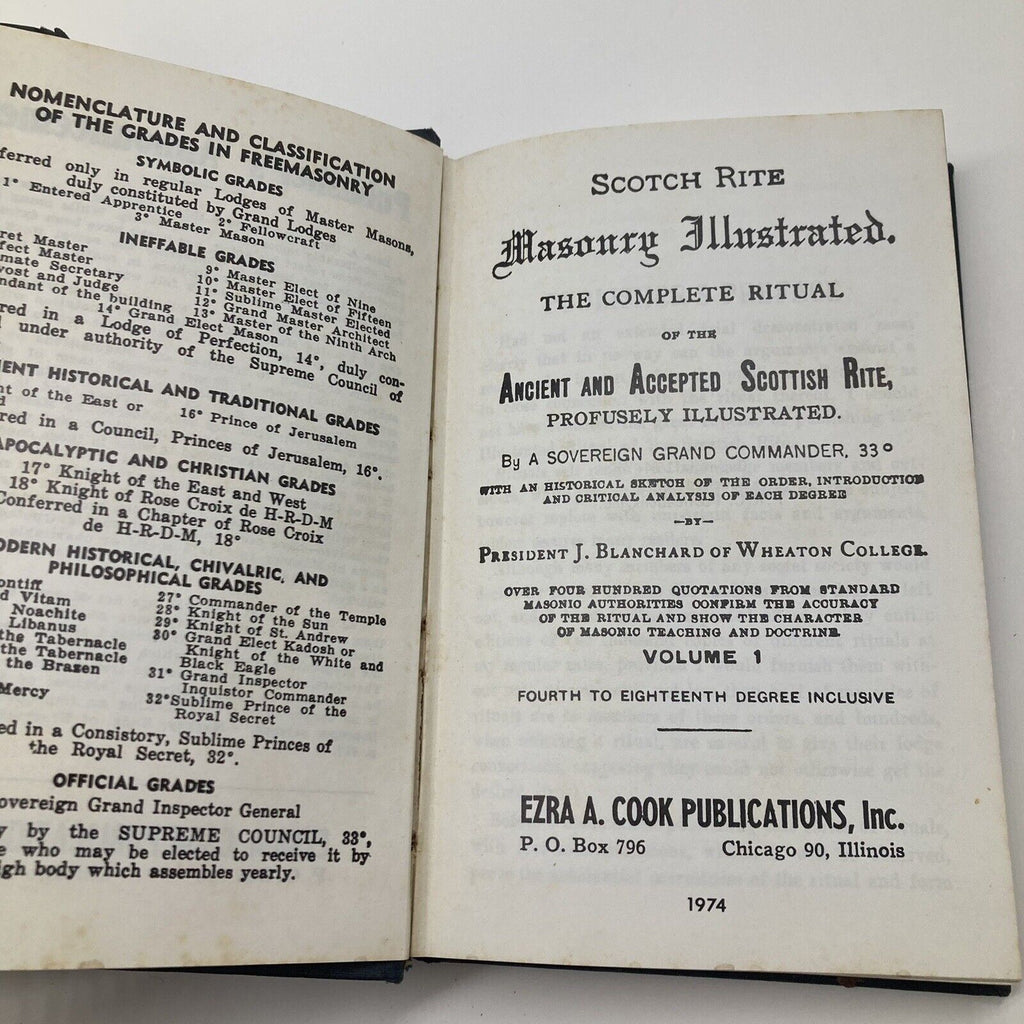 NOMENCLATURE AND CLASSIFICATION
OF THE GRADES IN FREEMASONRY
SYMBOLIC GRADES
ferred only in regular Lodges of Master Masons,
duly constituted by Grand Lodges
1° Entered Apprentice 2° Fellowcraft
3° Master Mason
INEFFABLE GRADES
ret Master 9° Master Elect of Nine
fect Master 10° Master Elect of Fifteen
mate Secretary 11° Sublime Master Elected
vost and Judge 12° Grand Master Architect
ndant of the building 13° Master of the Ninth Arch
14° Grand Elect Mason
red in a Lodge of Perfection, 14°, duly con-
under authority of the Supreme Council of
ENT HISTORICAL AND TRADITIONAL GRADES
nt of the East or 16° Prince of Jerusalem
red in a Council, Princes of Jerusalem, 16°.
APOCALYPTIC AND CHRISTIAN GRADES
17° Knight of the East and West
18° Knight of Rose Croix de H-R-D-M
Conferred in a Chapter of Rose Croix
de H-R-D-M, 18°
ODERN HISTORICAL, CHIVALRIC, AND
PHILOSOPHICAL GRADES
ontiff 27° Commander of the Temple
d Vitam 28° Knight of the Sun
Noachite 29° Knight of St. Andrew
Libanus 30° Grand Elect Kadosh or
the Tabernacle Knight of the White and
the Tabernacle Black Eagle
the Brazen 31° Grand Inspector
Inquistor Commander
Mercy 32° Sublime Prince of the
Royal Secret
ed in a Consistory, Sublime Princes of
the Royal Secret, 32°.
OFFICIAL GRADES
overeign Grand Inspector General
y by the SUPREME COUNCIL, 33°,
e who may be elected to receive it by
igh body which assembles yearly.
SCOTCH RITE
Masonry Illustrated.
THE COMPLETE RITUAL
OF THE
ANCIENT AND ACCEPTED SCOTTISH RITE,
PROFUSELY ILLUSTRATED.
By A SOVEREIGN GRAND COMMANDER, 33°
WITH AN HISTORICAL SKETCH OF THE ORDER, INTRODUCTION
AND CRITICAL ANALYSIS OF EACH DEGREE
—BY—
PRESIDENT J. BLANCHARD OF WHEATON COLLEGE.
OVER FOUR HUNDRED QUOTATIONS FROM STANDARD
MASONIC AUTHORITIES CONFIRM THE ACCURACY
OF THE RITUAL AND SHOW THE CHARACTER
OF MASONIC TEACHING AND DOCTRINE.
VOLUME 1
FOURTH TO EIGHTEENTH DEGREE INCLUSIVE
EZRA A. COOK PUBLICATIONS, Inc.
P. O. Box 796 Chicago 90, Illinois
1974